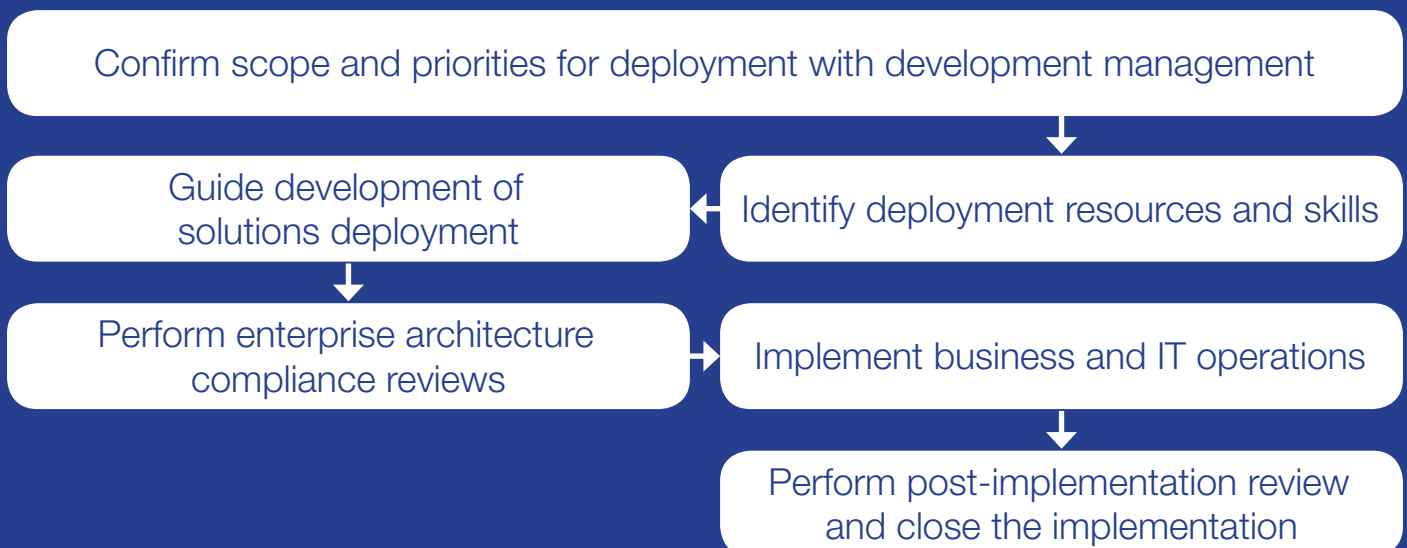 Confirm scope and priorities for deployment with development management
Identify deployment resources and skills
Guide development of
solutions deployment
Perform enterprise architecture
compliance reviews
Implement business and IT operations
Perform post-implementation review
and close the implementation